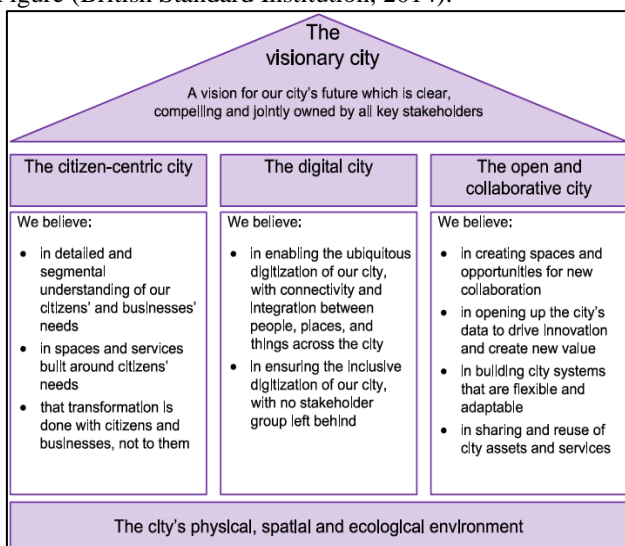 Figure (British Standard Institution, 2014).
The
visionary city
A vision for our city's future which is clear,
compelling and jointly owned by all key stakeholders
The citizen-centric city
The digital city
The open and
collaborative city
We believe:
• in detailed and
segmental
understanding of our
citizens' and businesses'
needs
• in spaces and services
built around citizens'
needs
• that transformation is
done with citizens and
businesses, not to them
We believe:
• in enabling the ubiquitous
digitization of our city,
with connectivity and
integration between
people, places, and
things across the city
• in ensuring the inclusive
digitization of our city,
with no stakeholder
group left behind
We believe:
• in creating spaces and
opportunities for new
collaboration
• in opening up the city's
data to drive innovation
and create new value
• in building city systems
that are flexible and
adaptable
• in sharing and reuse of
city assets and services
The city's physical, spatial and ecological environment